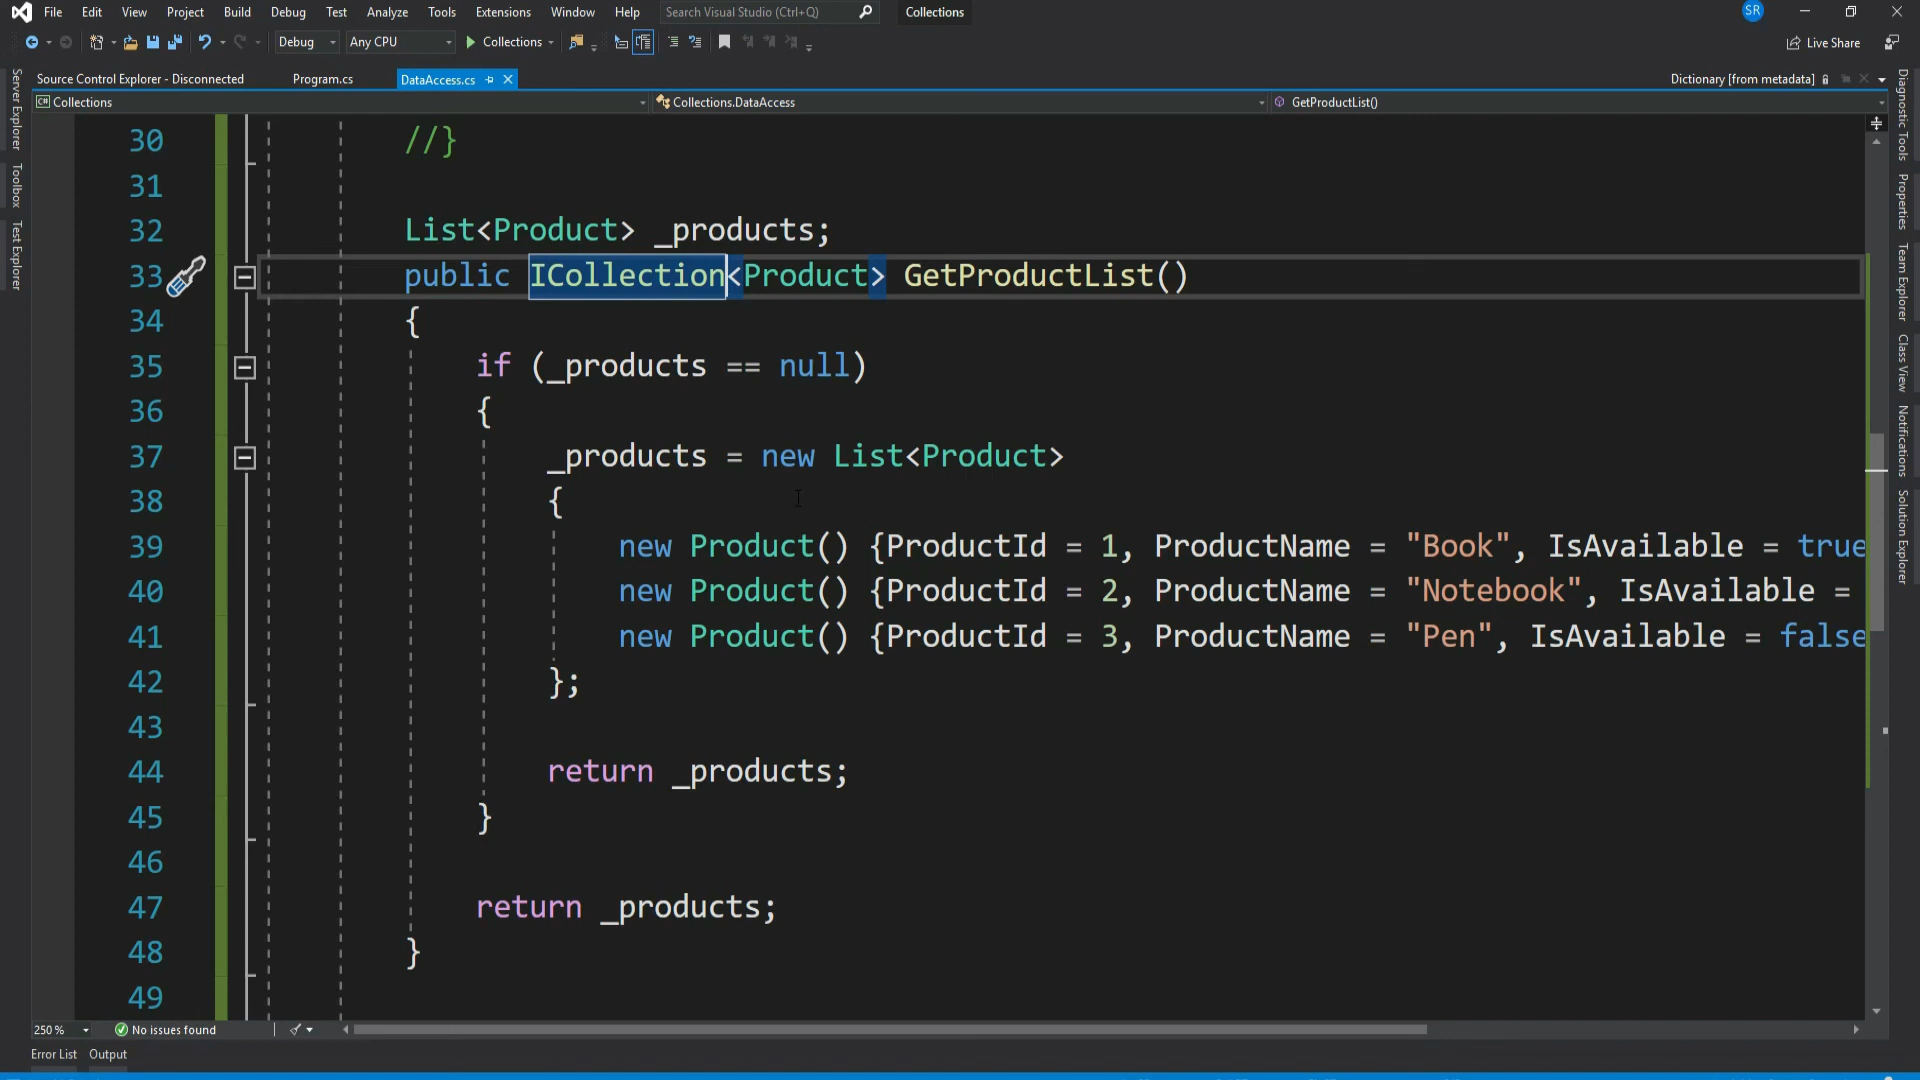 File Edit View Project Build Debug Test Analyze Tools Extensions Window Help Search Visual Studio (Ctrl+Q) Collections SR
Debug Any CPU Collections Live Share
Source Control Explorer - Disconnected Program.cs DataAccess.cs Dictionary [from metadata]
Collections Collections.DataAccess GetProductList()
Server Explorer
Toolbox
Test Explorer
30 //}
31
32 List<Product> _products;
33 public ICollection<Product> GetProductList()
34 {
35 if (_products == null)
36 {
37 _products = new List<Product>
38 {
39 new Product() {ProductId = 1, ProductName = "Book", IsAvailable = true
40 new Product() {ProductId = 2, ProductName = "Notebook", IsAvailable =
41 new Product() {ProductId = 3, ProductName = "Pen", IsAvailable = false
42 };
43
44 return _products;
45 }
46
47 return _products;
48 }
49
Diagnostic Tools
Properties
Team Explorer
Class View
Notifications
Solution Explorer
250 % No issues found
Error List Output